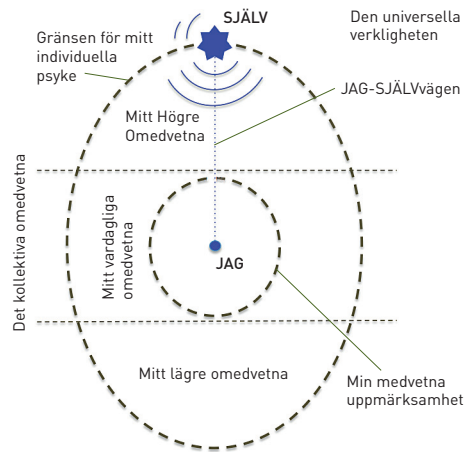 SJÄLV
Den universella
verkligheten
Gränsen för mitt
individuella
psyke
JAG-SJÄLVvägen
Mitt Högre
Omedvetna
Det kollektiva omedvetna
Mitt vardagliga
omedvetna
JAG
Mitt lägre omedvetna
Min medvetna
uppmärksamhet